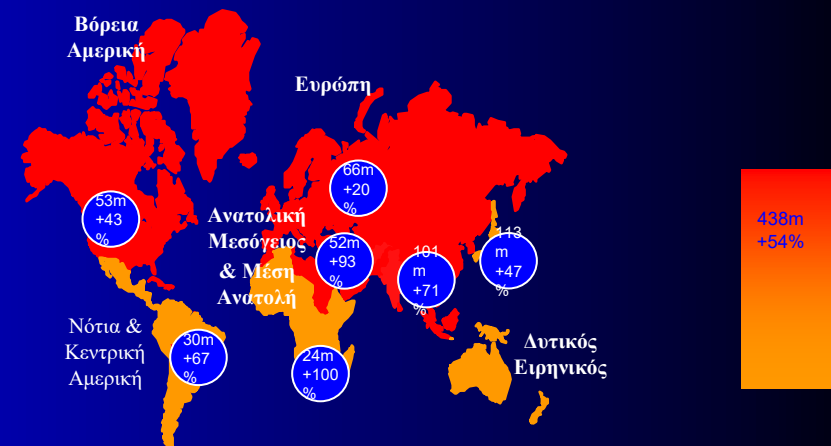 Βόρεια
Αμερική
Ευρώπη
66m
+20
%
53m
+43
%
Ανατολική
Μεσόγειος
& Μέση
Ανατολή
52m
+93
%
101
m
+71
%
113
m
+47
%
438m
+54%
Νότια &
Κεντρική
Αμερική
30m
+67
%
24m
+100
%
Δυτικός
Ειρηνικός